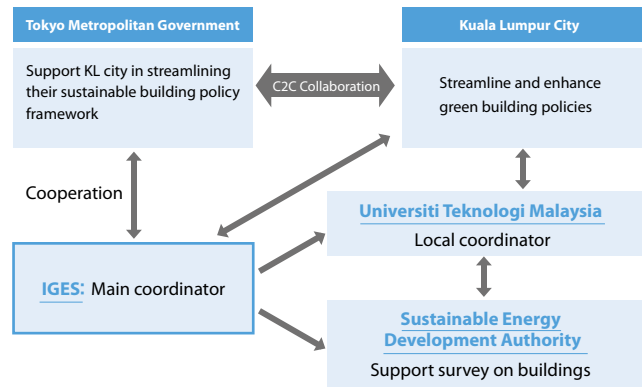 Tokyo Metropolitan Government
Kuala Lumpur City
Support KL city in streamlining
their sustainable building policy
framework
C2C Collaboration
Streamline and enhance
green building policies
Cooperation
Universiti Teknologi Malaysia
Local coordinator
IGES: Main coordinator
Sustainable Energy
Development Authority
Support survey on buildings